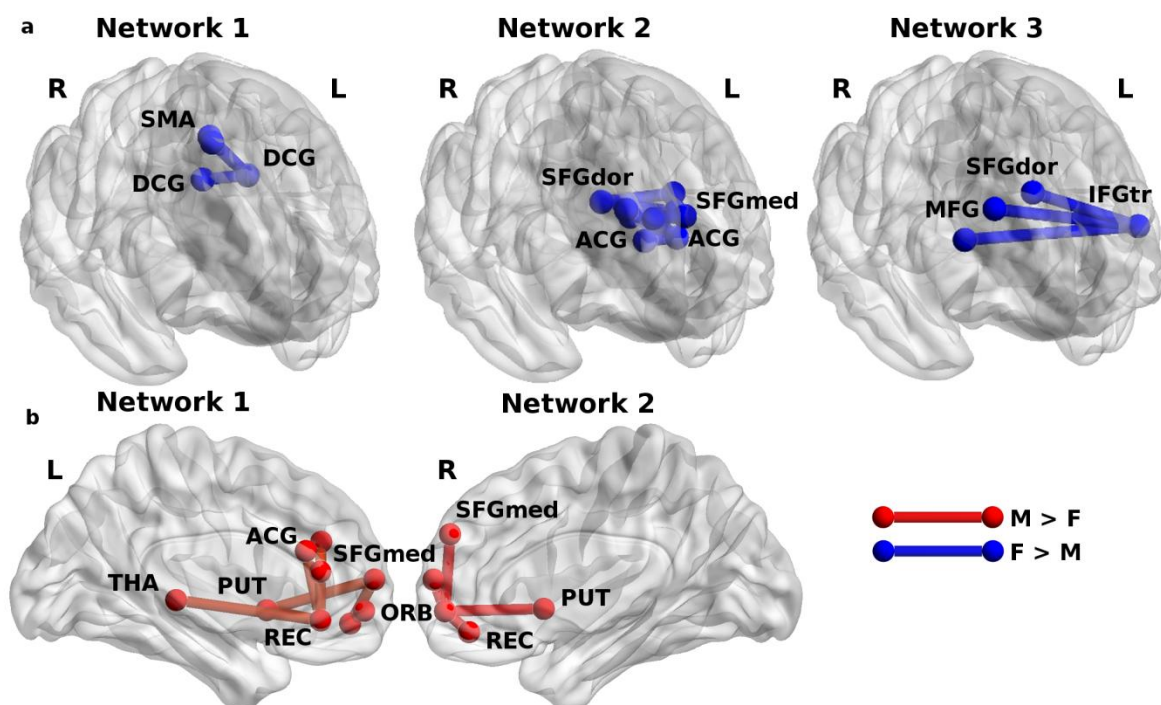 a
Network 1
Network 2
Network 3
R
L
L
R
L
SMA
DCG
DCG
SFGdor
SFGmed
ACG
ACG
SFGdor
IFGtr
MFG
b
Network 1
Network 2
L
R
SFGmed
ACG
SFGmed
THA
PUT
ORB
PUT
REC
REC
M > F
F > M